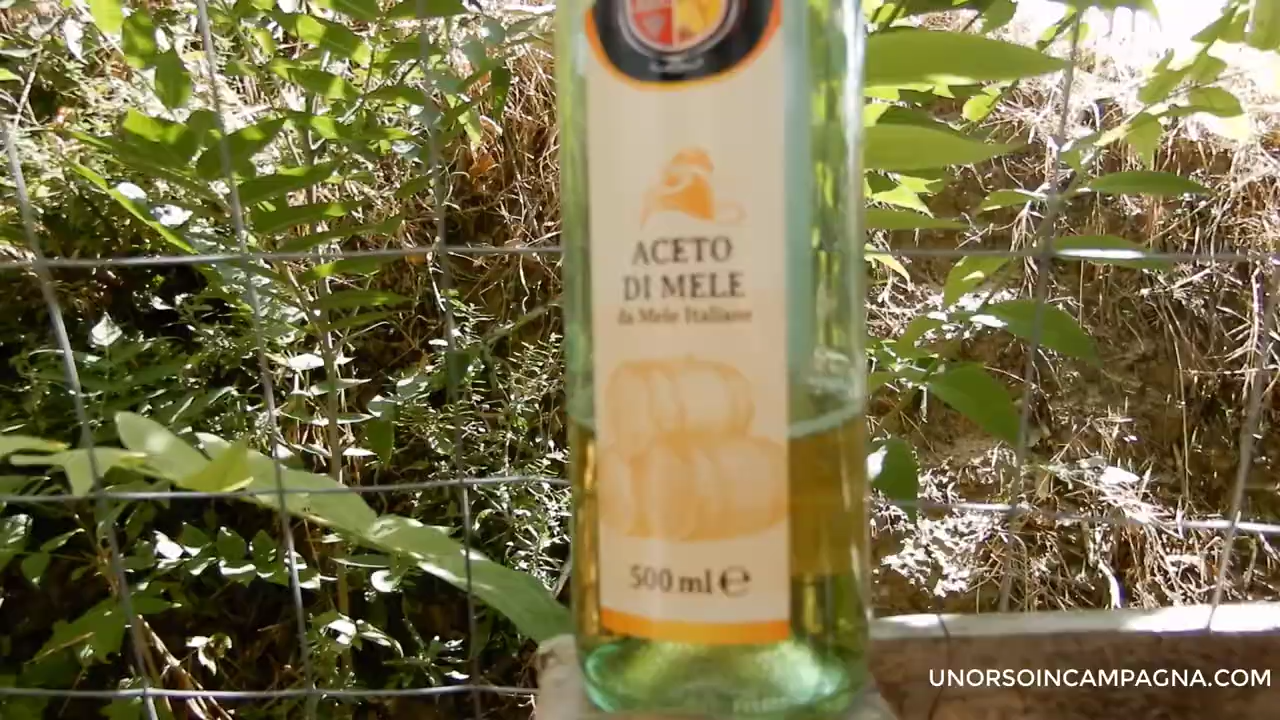 ACETO
DI MELE
da Mele Italiane
500 ml e
UNORSOINCAMPAGNA.COM